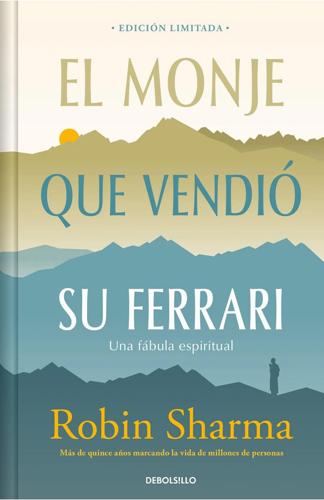 • EDICIÓN LIMITADA •
EL MONJE
QUE VENDIÓ
SU FERRARI
Una fábula espiritual
Robin Sharma
Más de quince años marcando la vida de millones de personas
DEBOLSILLO